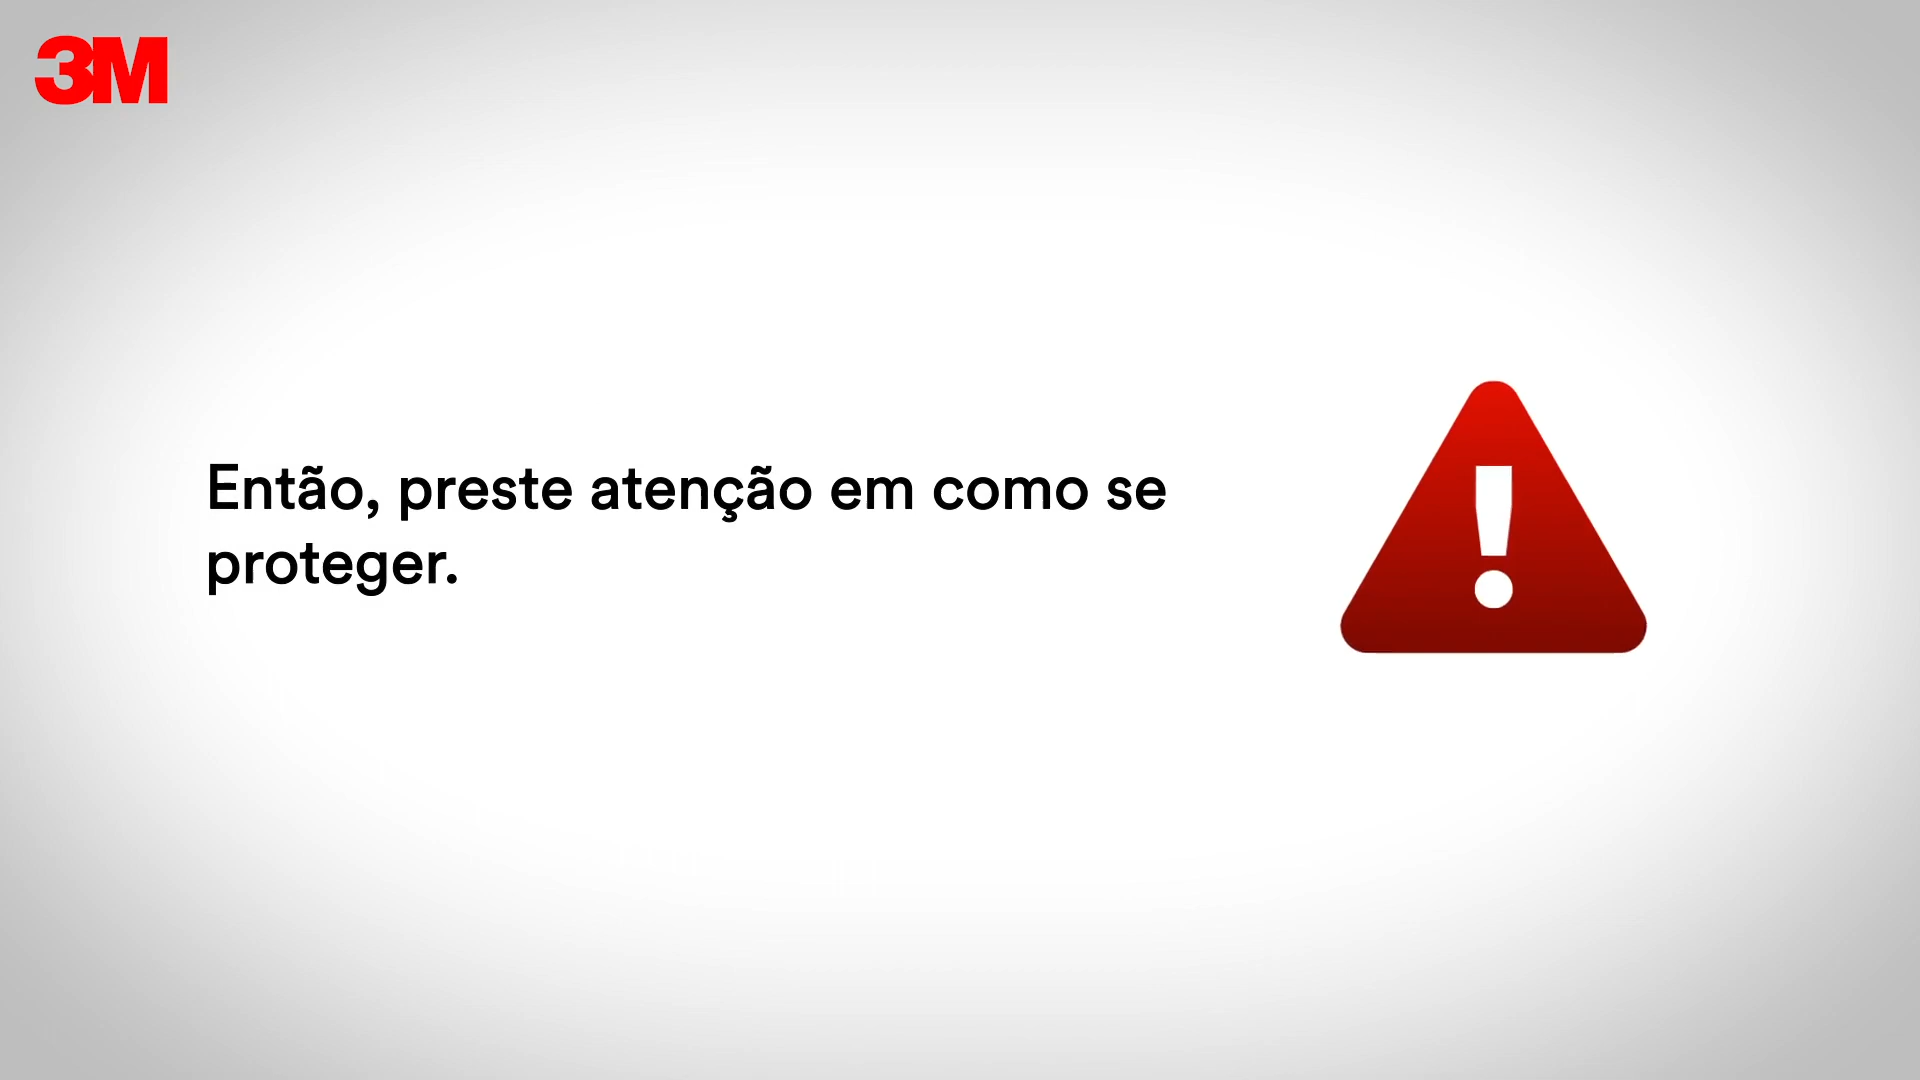 3M
Então, preste atenção em como se
proteger.
!